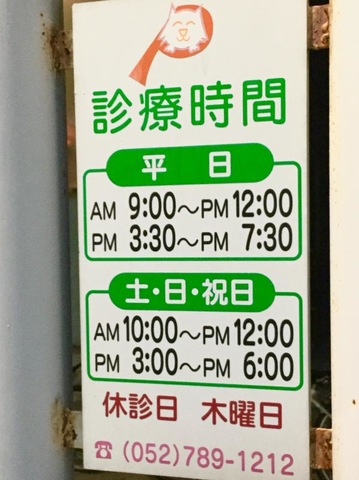 診療時間
平日
AM 9:00～PM 12:00
PM 3:30～PM 7:30
土・日・祝日
AM 10:00～PM 12:00
PM 3:00～PM 6:00
休診日 木曜日
☎ (052)789-1212